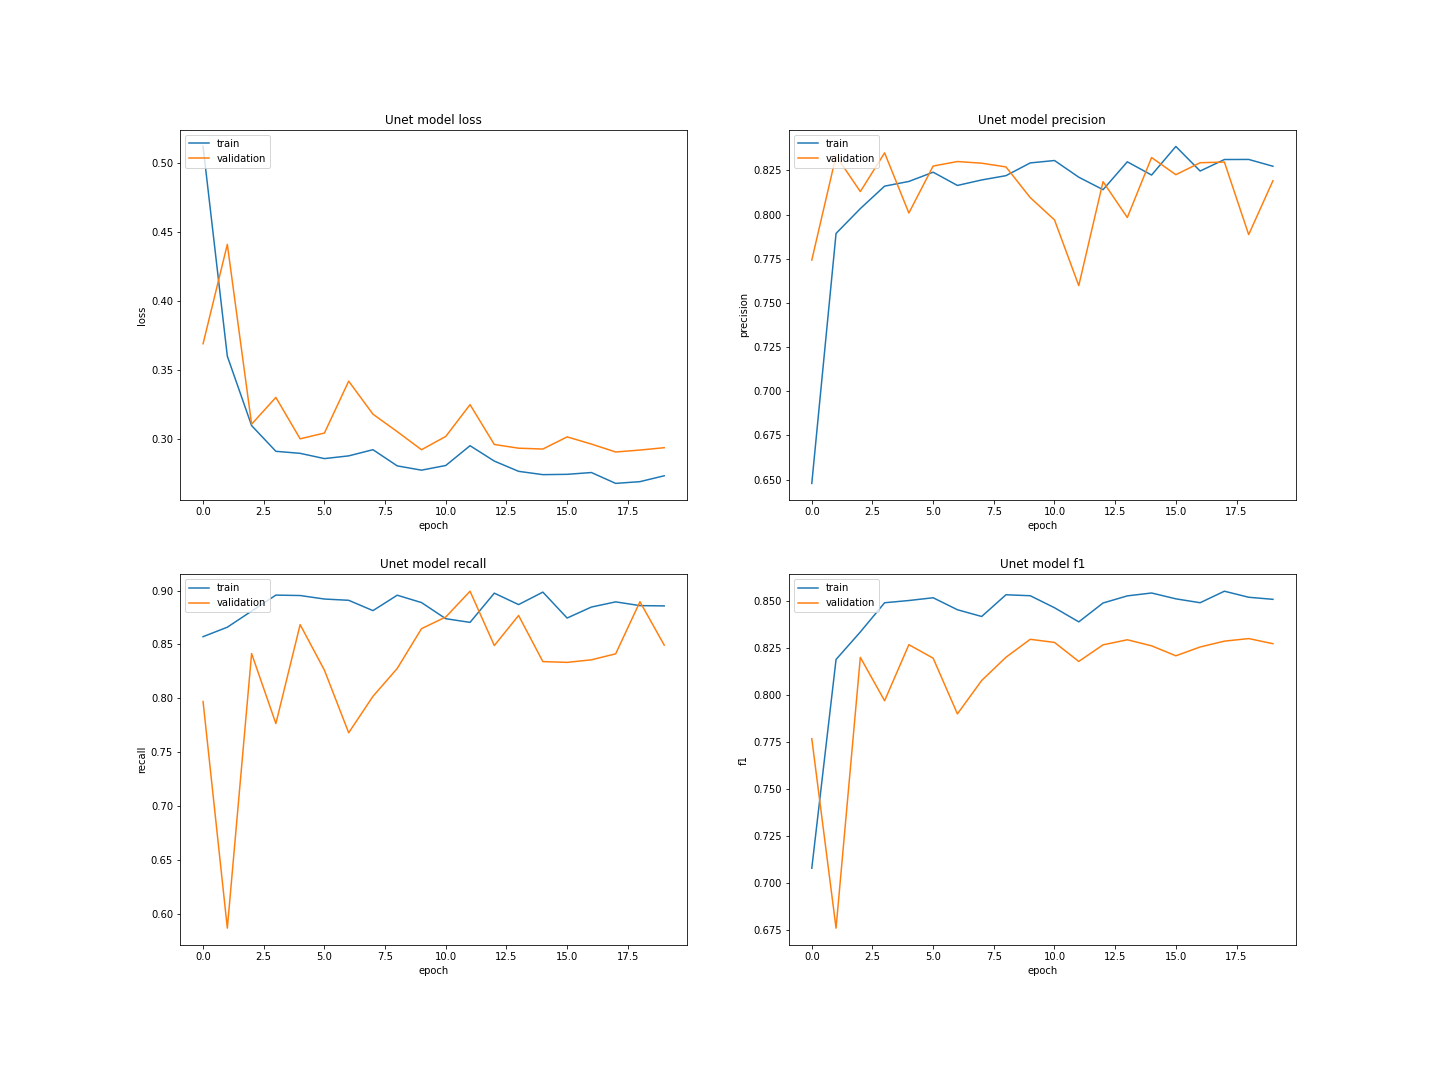 Unet model loss
train
validation
0.50
0.45
0.40
0.35
0.30
loss
0.0 2.5 5.0 7.5 10.0 12.5 15.0 17.5
epoch
Unet model precision
train
validation
0.825
0.800
0.775
0.750
0.725
0.700
0.675
0.650
precision
0.0 2.5 5.0 7.5 10.0 12.5 15.0 17.5
epoch
Unet model recall
train
validation
0.90
0.85
0.80
0.75
0.70
0.65
0.60
recall
0.0 2.5 5.0 7.5 10.0 12.5 15.0 17.5
epoch
Unet model f1
train
validation
0.850
0.825
0.800
0.775
0.750
0.725
0.700
0.675
f1
0.0 2.5 5.0 7.5 10.0 12.5 15.0 17.5
epoch